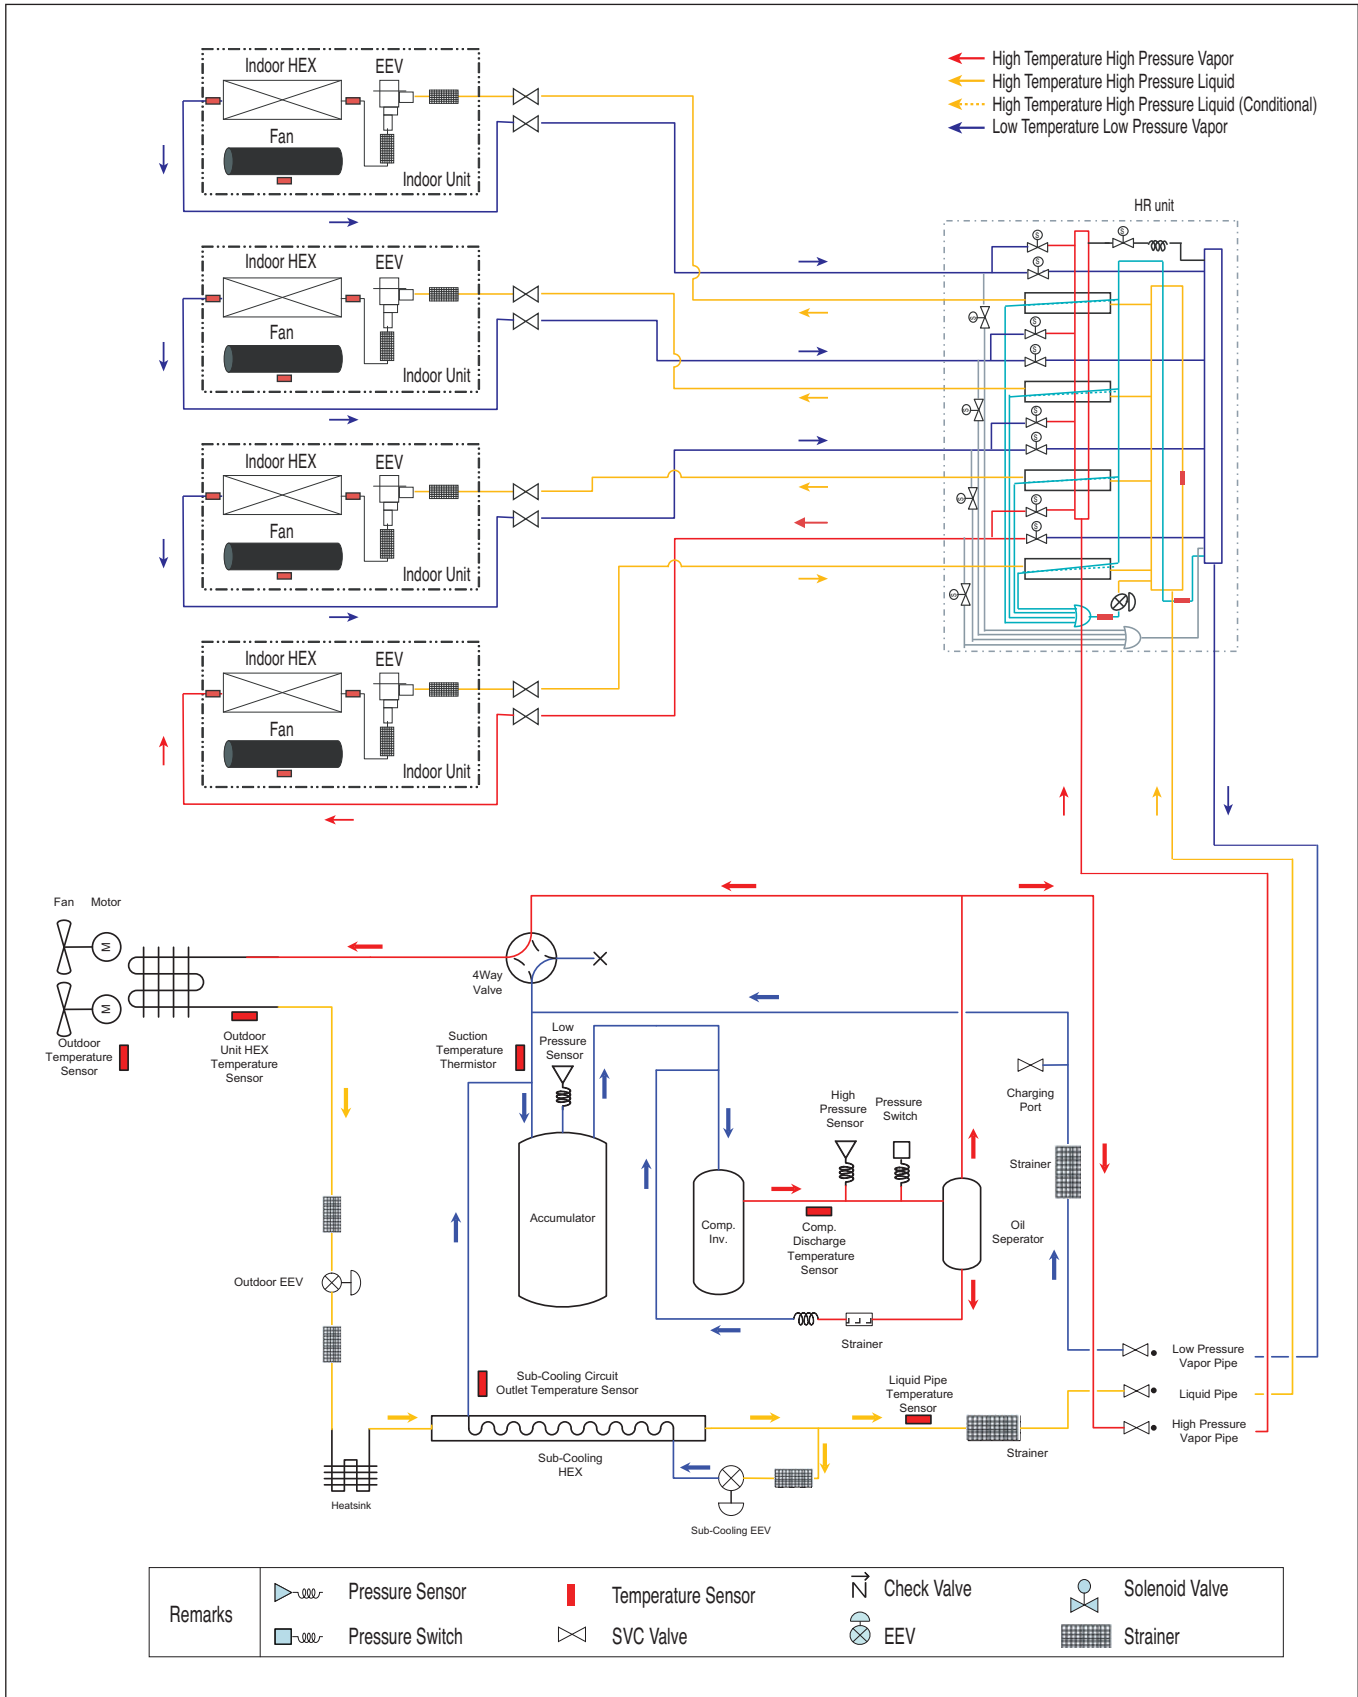 High Temperature High Pressure Vapor
High Temperature High Pressure Liquid
High Temperature High Pressure Liquid (Conditional)
Low Temperature Low Pressure Vapor
Indoor HEX
EEV
Fan
Indoor Unit
HR unit
S
S
Indoor HEX
EEV
Fan
Indoor Unit
S
S
S
S
Indoor HEX
EEV
Fan
Indoor Unit
S
S
S
S
Indoor HEX
EEV
Fan
Indoor Unit
S
S
S
Fan
Motor
M
M
4Way
Valve
Outdoor
Temperature
Sensor
Outdoor
Unit HEX
Temperature
Sensor
Suction
Temperature
Thermistor
Low
Pressure
Sensor
High
Pressure
Sensor
Pressure
Switch
Charging
Port
Strainer
Accumulator
Comp.
Inv.
Comp.
Discharge
Temperature
Sensor
Oil
Seperator
Outdoor EEV
Strainer
Sub-Cooling Circuit
Outlet Temperature Sensor
Liquid Pipe
Temperature
Sensor
Low Pressure
Vapor Pipe
Liquid Pipe
High Pressure
Vapor Pipe
Strainer
Sub-Cooling
HEX
Heatsink
Sub-Cooling EEV
Remarks
Pressure Sensor
Temperature Sensor
Check Valve
Solenoid Valve
Pressure Switch
SVC Valve
EEV
Strainer